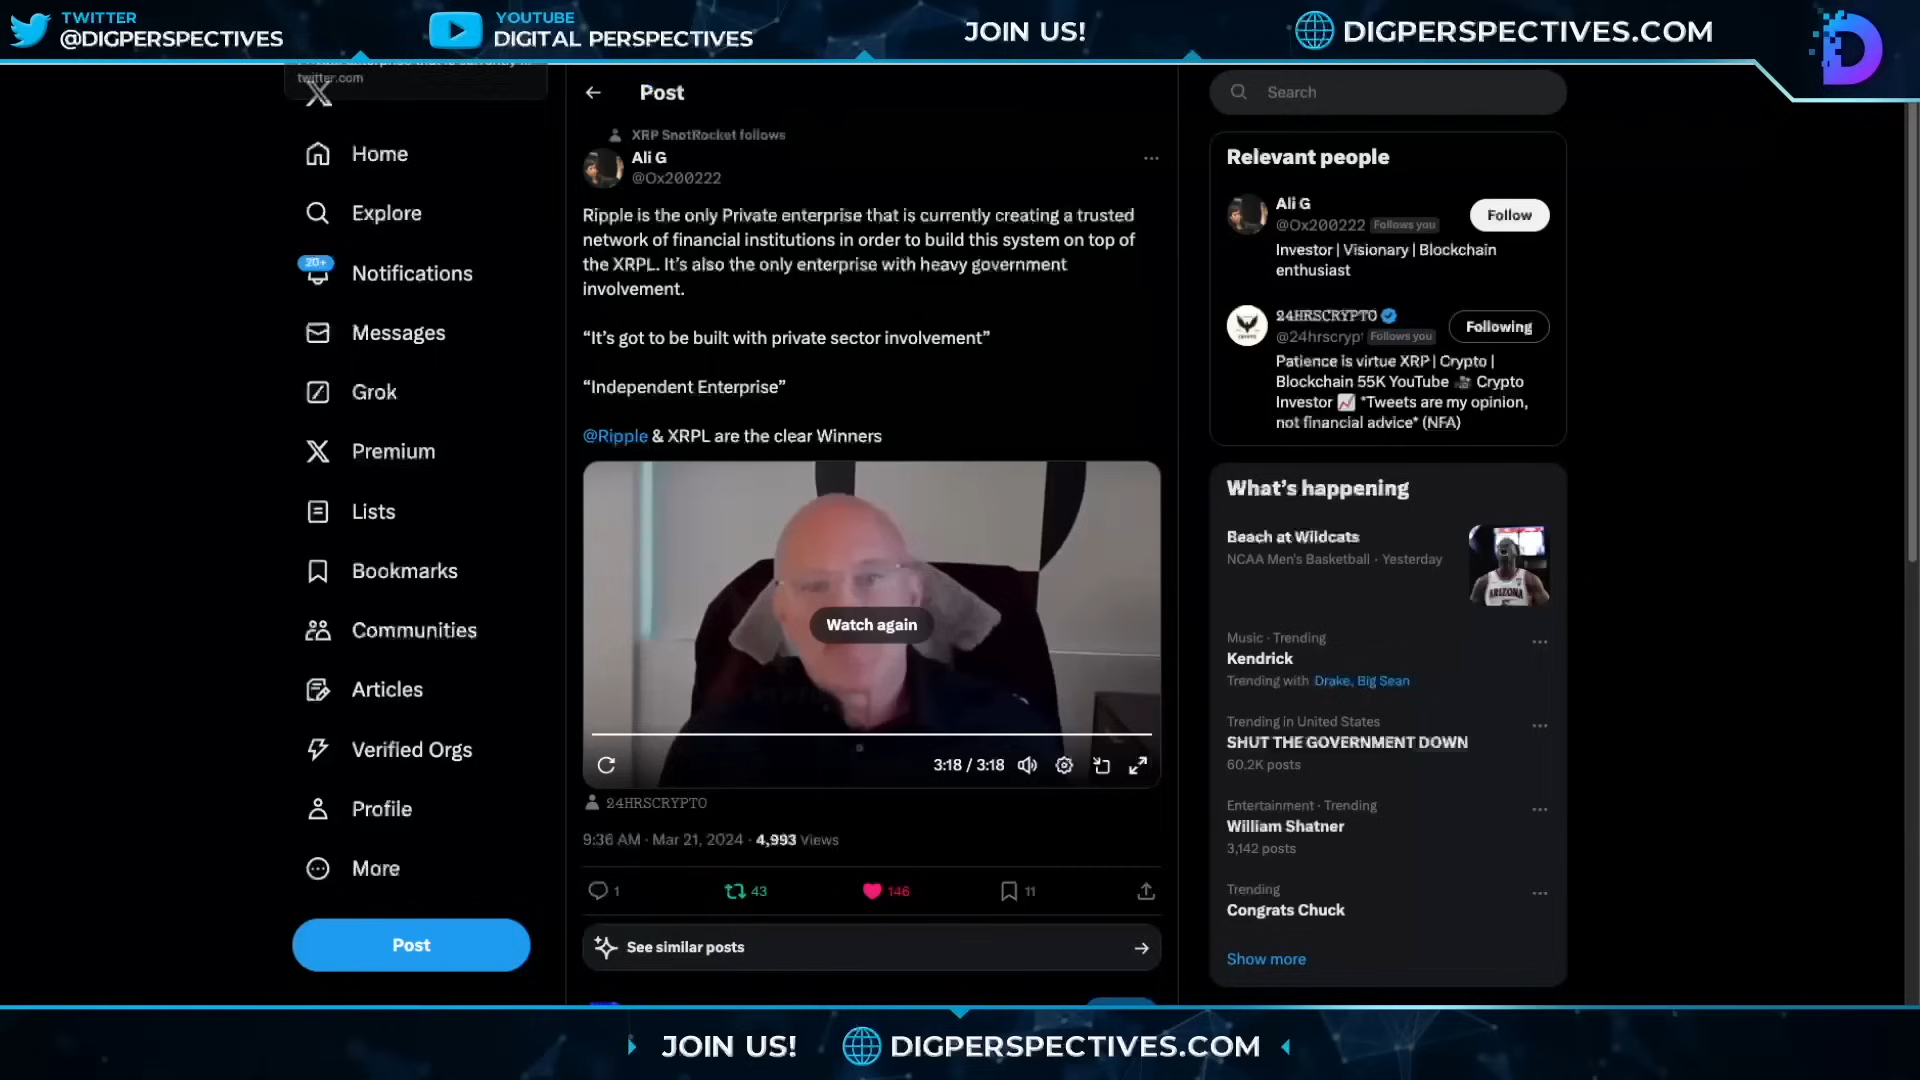 TWITTER
@DIGPERSPECTIVES
YOUTUBE
DIGITAL PERSPECTIVES
JOIN US!
DIGPERSPECTIVES.COM
twitter.com
Home
Explore
20+
Notifications
Messages
Grok
Premium
Lists
Bookmarks
Communities
Articles
Verified Orgs
Profile
More
Post
Post
XRP SnotRocket follows
Ali G
@Ox200222
Ripple is the only Private enterprise that is currently creating a trusted
network of financial institutions in order to build this system on top of
the XRPL. It’s also the only enterprise with heavy government
involvement.
“It’s got to be built with private sector involvement”
“Independent Enterprise”
@Ripple & XRPL are the clear Winners
Watch again
3:18 / 3:18
24HRSCRYPTO
9:36 AM · Mar 21, 2024 · 4,993 Views
1
43
146
11
See similar posts
Search
Relevant people
Ali G
@Ox200222 Follows you
Follow
Investor | Visionary | Blockchain
enthusiast
24HRSCRYPTO
@24hrscryp Follows you
Following
Patience is virtue XRP | Crypto |
Blockchain 55K YouTube 🎥 Crypto
Investor 📈 *Tweets are my opinion,
not financial advice* (NFA)
What’s happening
Beach at Wildcats
NCAA Men's Basketball · Yesterday
ARIZONA
Music · Trending
Kendrick
Trending with Drake, Big Sean
Trending in United States
SHUT THE GOVERNMENT DOWN
60.2K posts
Entertainment · Trending
William Shatner
3,142 posts
Trending
Congrats Chuck
Show more
JOIN US!
DIGPERSPECTIVES.COM